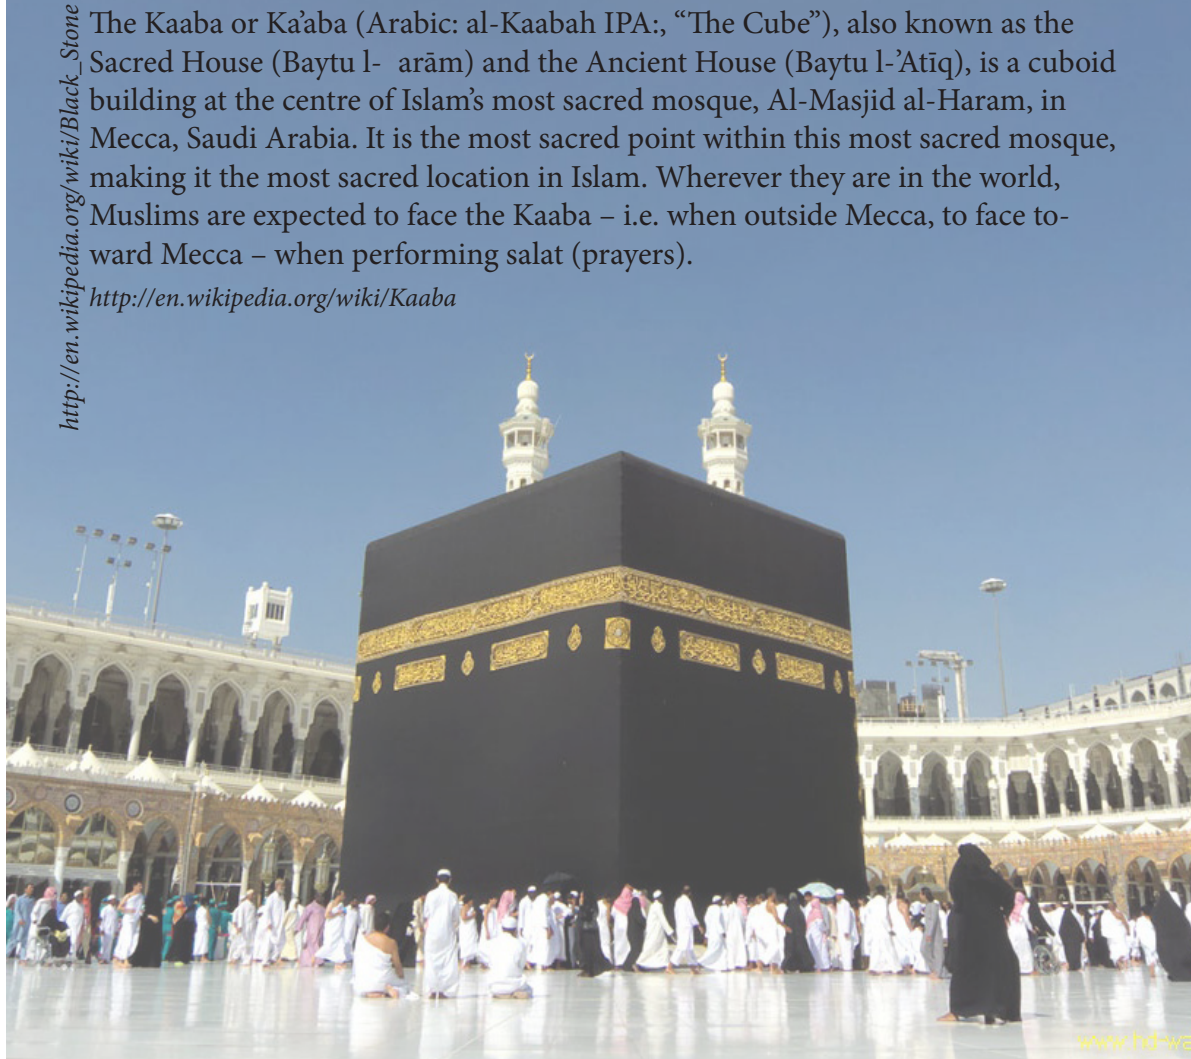 The Kaaba or Ka’aba (Arabic: al-Kaabah IPA:, “The Cube”), also known as the
Sacred House (Baytu l-  arām) and the Ancient House (Baytu l-’Atīq), is a cuboid
building at the centre of Islam’s most sacred mosque, Al-Masjid al-Haram, in
Mecca, Saudi Arabia. It is the most sacred point within this most sacred mosque,
making it the most sacred location in Islam. Wherever they are in the world,
Muslims are expected to face the Kaaba – i.e. when outside Mecca, to face to-
ward Mecca – when performing salat (prayers).
http://en.wikipedia.org/wiki/Kaaba
http://en.wikipedia.org/wiki/Black_Stone
www.hd-wa